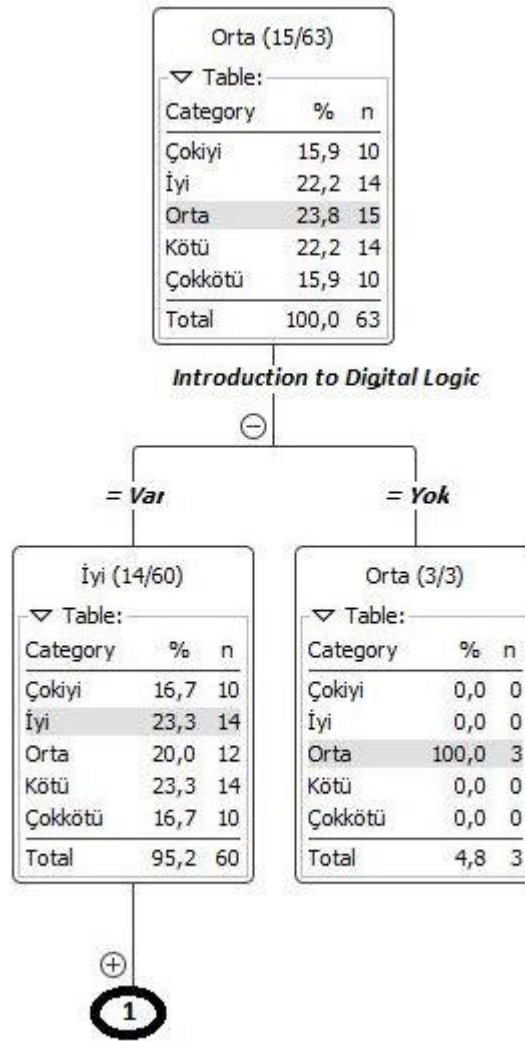 Orta (15/63)
▽ Table:
Category % n
Çokiyi 15,9 10
İyi 22,2 14
Orta 23,8 15
Kötü 22,2 14
Çokkötü 15,9 10
Total 100,0 63
Introduction to Digital Logic
= Var
= Yok
İyi (14/60)
▽ Table:
Category % n
Çokiyi 16,7 10
İyi 23,3 14
Orta 20,0 12
Kötü 23,3 14
Çokkötü 16,7 10
Total 95,2 60
Orta (3/3)
▽ Table:
Category % n
Çokiyi 0,0 0
İyi 0,0 0
Orta 100,0 3
Kötü 0,0 0
Çokkötü 0,0 0
Total 4,8 3
1